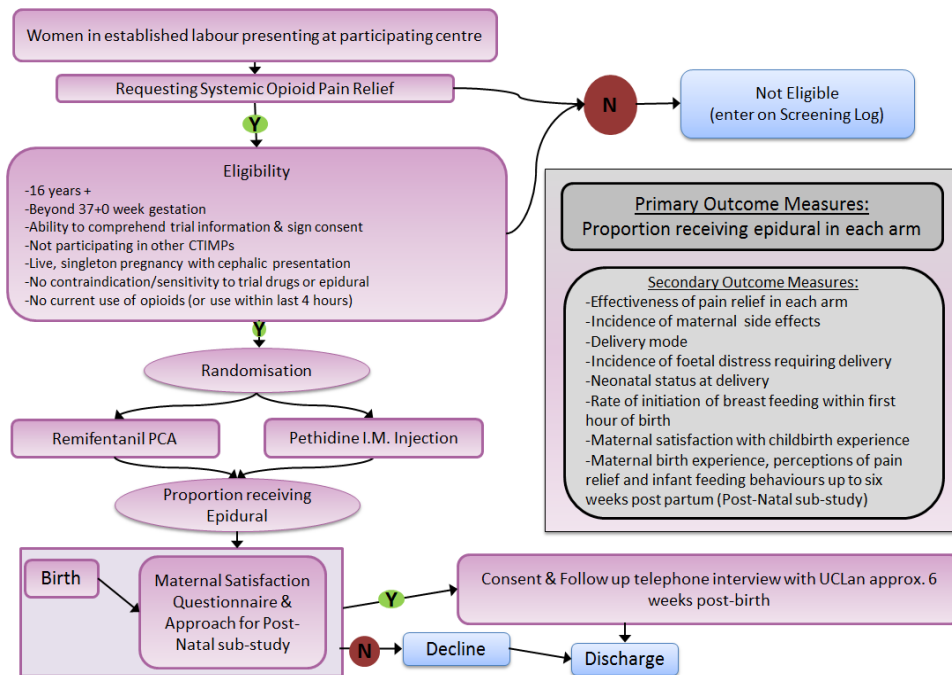 Women in established labour presenting at participating centre
Requesting Systemic Opioid Pain Relief
N
Not Eligible
(enter on Screening Log)
Y
Eligibility
-16 years +
-Beyond 37+0 week gestation
-Ability to comprehend trial information & sign consent
-Not participating in other CTIMPs
-Live, singleton pregnancy with cephalic presentation
-No contraindication/sensitivity to trial drugs or epidural
-No current use of opioids (or use within last 4 hours)
Primary Outcome Measures:
Proportion receiving epidural in each arm
Secondary Outcome Measures:
-Effectiveness of pain relief in each arm
-Incidence of maternal side effects
-Delivery mode
-Incidence of foetal distress requiring delivery
-Neonatal status at delivery
-Rate of initiation of breast feeding within first
hour of birth
-Maternal satisfaction with childbirth experience
-Maternal birth experience, perceptions of pain
relief and infant feeding behaviours up to six
weeks post partum (Post-Natal sub-study)
Y
Randomisation
Remifentanil PCA
Pethidine I.M. Injection
Proportion receiving
Epidural
Birth
Maternal Satisfaction
Questionnaire &
Approach for Post-
Natal sub-study
Y
Consent & Follow up telephone interview with UCLan approx. 6
weeks post-birth
N
Decline
Discharge